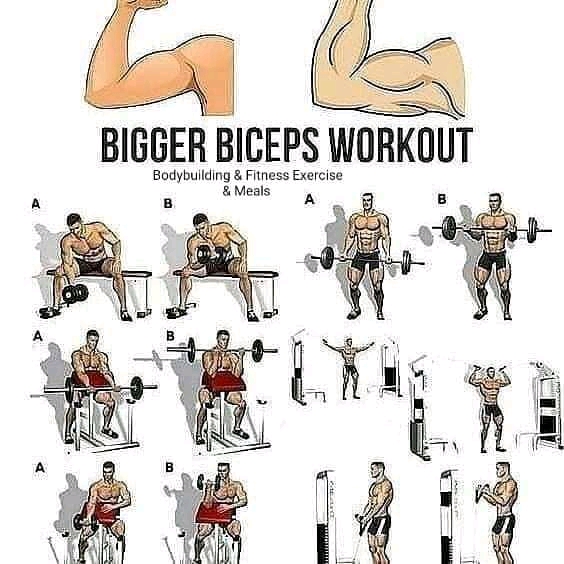 BIGGER BICEPS WORKOUT
Bodybuilding & Fitness Exercise
& Meals
A B A B
A B
A B